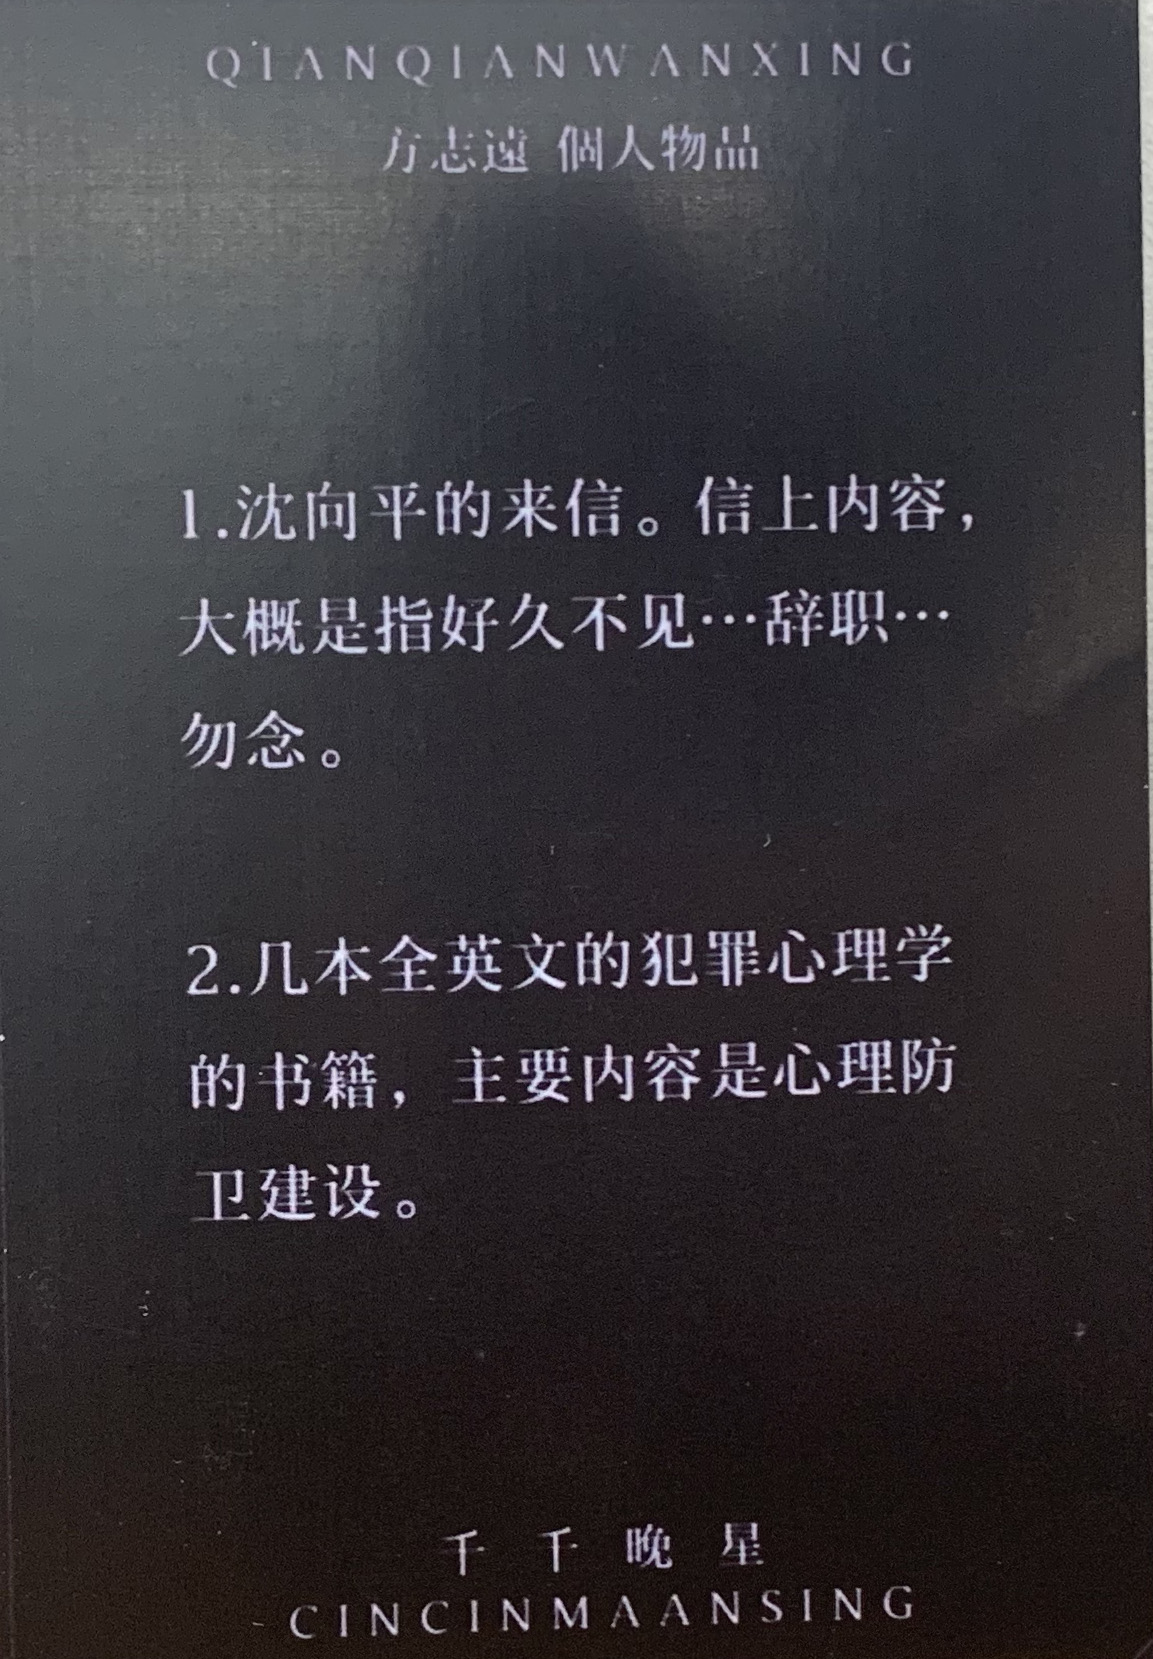 QIANQIANWANXING
方志遠 個人物品
1.沈向平的来信。信上内容，
大概是指好久不见…辞职…
勿念。
2.几本全英文的犯罪心理学
的书籍，主要内容是心理防
卫建设。
千千晚星
CINCINMAANSING